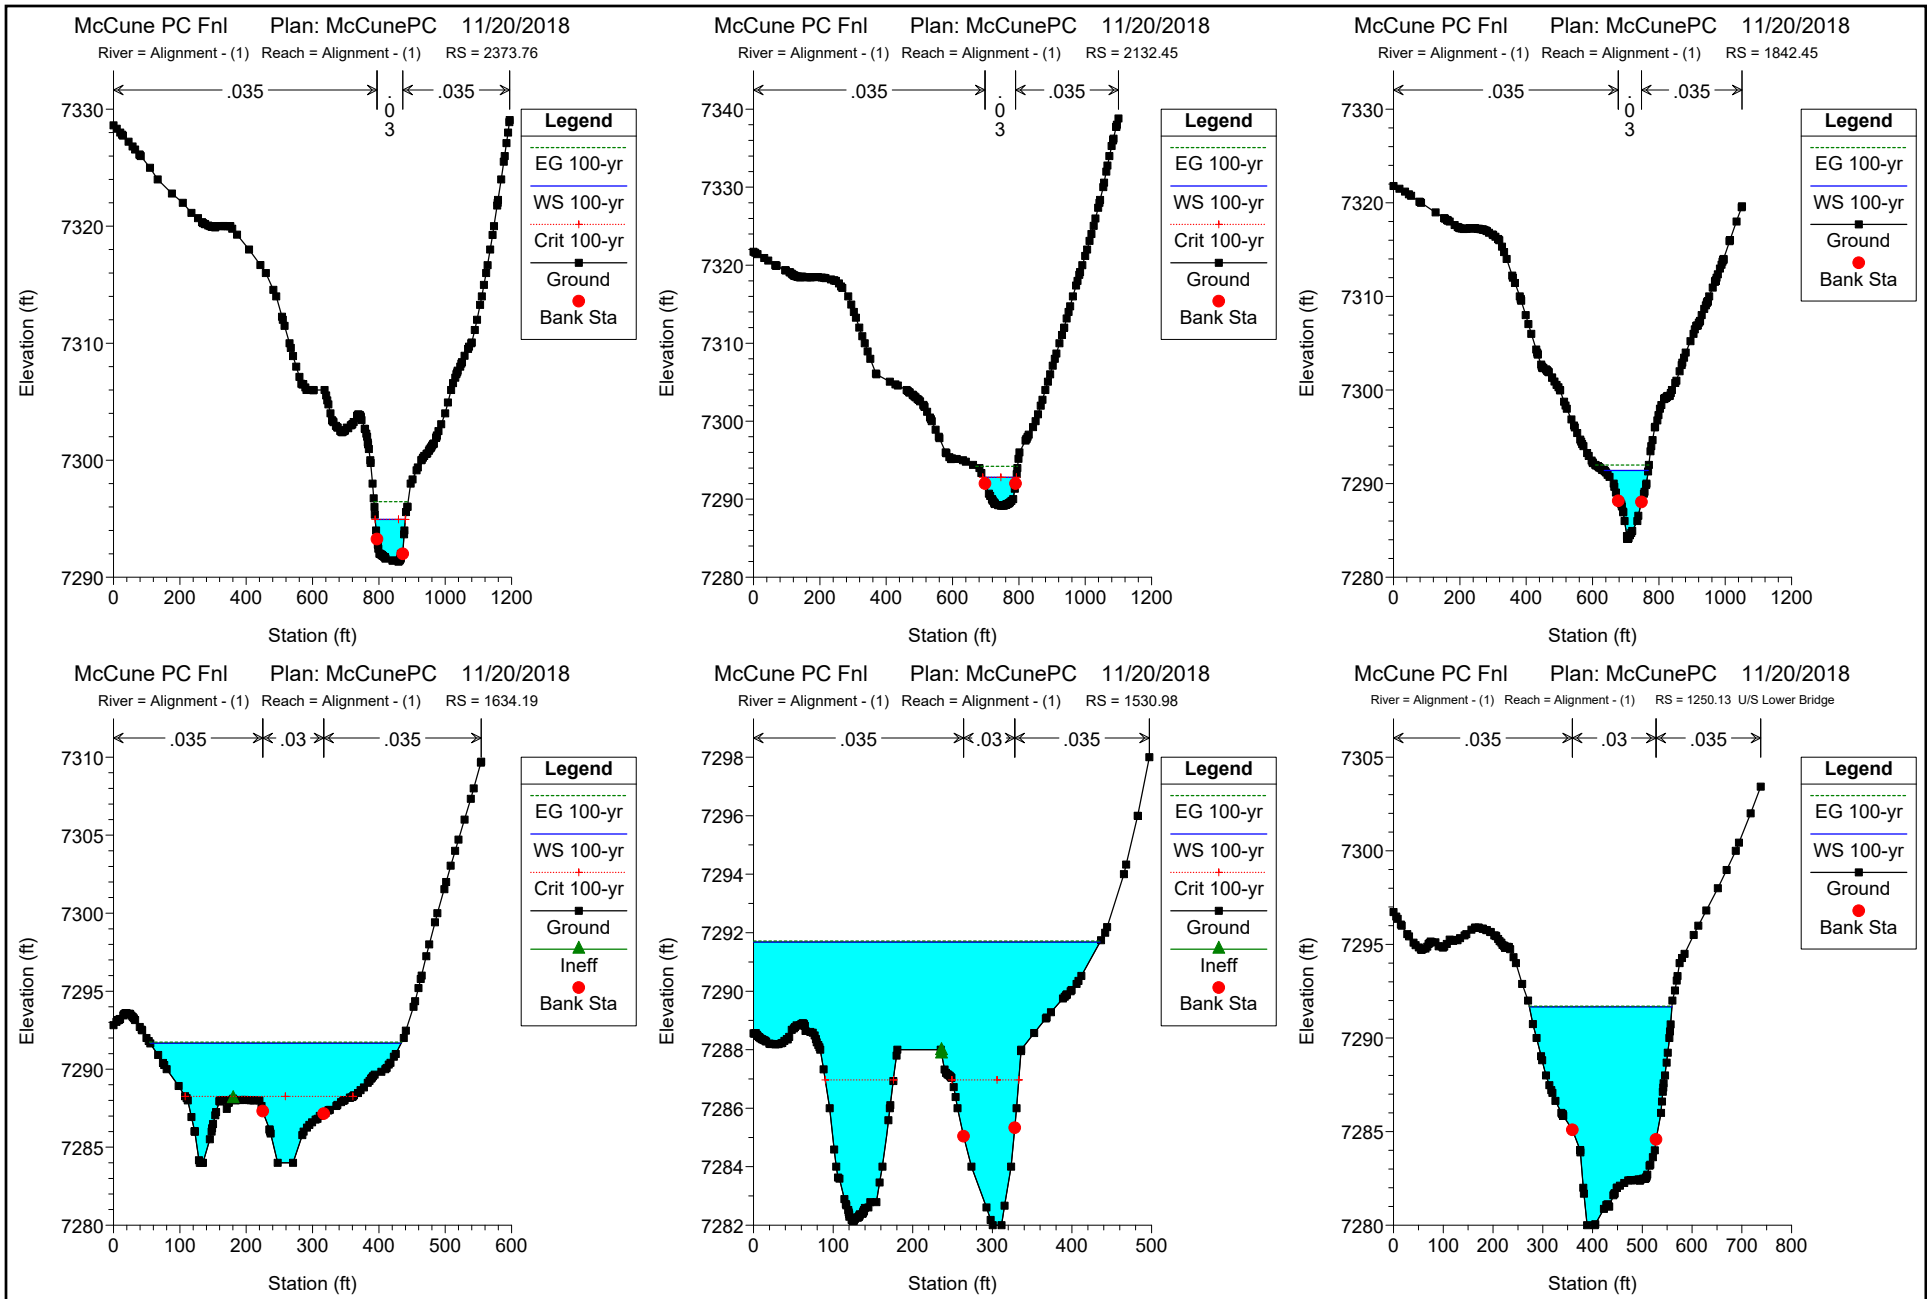 McCune PC Fnl Plan: McCunePC 11/20/2018
River = Alignment - (1) Reach = Alignment - (1) RS = 2373.76
.035 .03 .035
Legend
EG 100-yr
WS 100-yr
Crit 100-yr
Ground
Bank Sta
Elevation (ft)
7330
7320
7310
7300
7290
0 200 400 600 800 1000 1200
Station (ft)
McCune PC Fnl Plan: McCunePC 11/20/2018
River = Alignment - (1) Reach = Alignment - (1) RS = 2132.45
.035 .03 .035
Legend
EG 100-yr
WS 100-yr
Crit 100-yr
Ground
Bank Sta
Elevation (ft)
7340
7330
7320
7310
7300
7290
7280
0 200 400 600 800 1000 1200
Station (ft)
McCune PC Fnl Plan: McCunePC 11/20/2018
River = Alignment - (1) Reach = Alignment - (1) RS = 1842.45
.035 .03 .035
Legend
EG 100-yr
WS 100-yr
Ground
Bank Sta
Elevation (ft)
7330
7320
7310
7300
7290
7280
0 200 400 600 800 1000 1200
Station (ft)
McCune PC Fnl Plan: McCunePC 11/20/2018
River = Alignment - (1) Reach = Alignment - (1) RS = 1634.19
.035 .03 .035
Legend
EG 100-yr
WS 100-yr
Crit 100-yr
Ground
Ineff
Bank Sta
Elevation (ft)
7310
7305
7300
7295
7290
7285
7280
0 100 200 300 400 500 600
Station (ft)
McCune PC Fnl Plan: McCunePC 11/20/2018
River = Alignment - (1) Reach = Alignment - (1) RS = 1530.98
.035 .03 .035
Legend
EG 100-yr
WS 100-yr
Crit 100-yr
Ground
Ineff
Bank Sta
Elevation (ft)
7298
7296
7294
7292
7290
7288
7286
7284
7282
0 100 200 300 400 500
Station (ft)
McCune PC Fnl Plan: McCunePC 11/20/2018
River = Alignment - (1) Reach = Alignment - (1) RS = 1250.13 U/S Lower Bridge
.035 .03 .035
Legend
EG 100-yr
WS 100-yr
Ground
Bank Sta
Elevation (ft)
7305
7300
7295
7290
7285
7280
0 100 200 300 400 500 600 700 800
Station (ft)